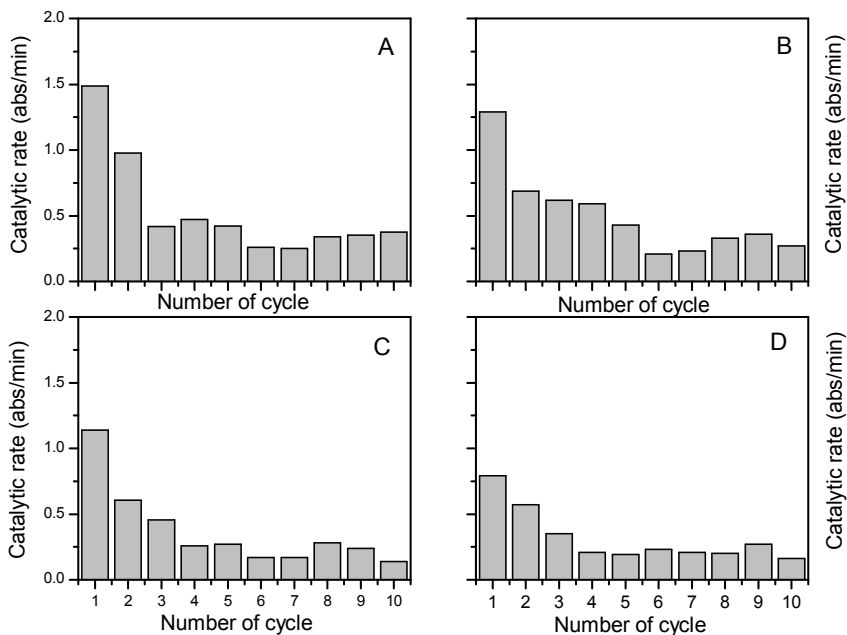 2.0
1.5
1.0
0.5
0.0
Catalytic rate (abs/min)
A
Number of cycle
B
Number of cycle
Catalytic rate (abs/min)
2.0
1.5
1.0
0.5
0.0
Catalytic rate (abs/min)
C
1 2 3 4 5 6 7 8 9 10
Number of cycle
D
1 2 3 4 5 6 7 8 9 10
Number of cycle
Catalytic rate (abs/min)